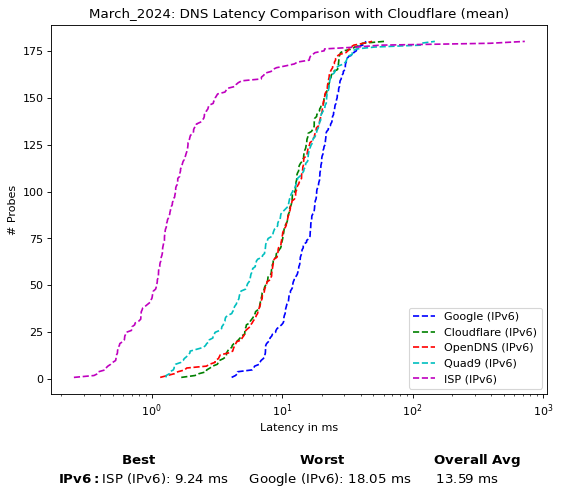 March_2024: DNS Latency Comparison with Cloudflare (mean)
175
150
125
100
75
50
25
0
# Probes
10⁰
10¹
10²
10³
Latency in ms
Google (IPv6)
Cloudflare (IPv6)
OpenDNS (IPv6)
Quad9 (IPv6)
ISP (IPv6)
Best Worst Overall Avg
IPv6: ISP (IPv6): 9.24 ms Google (IPv6): 18.05 ms 13.59 ms